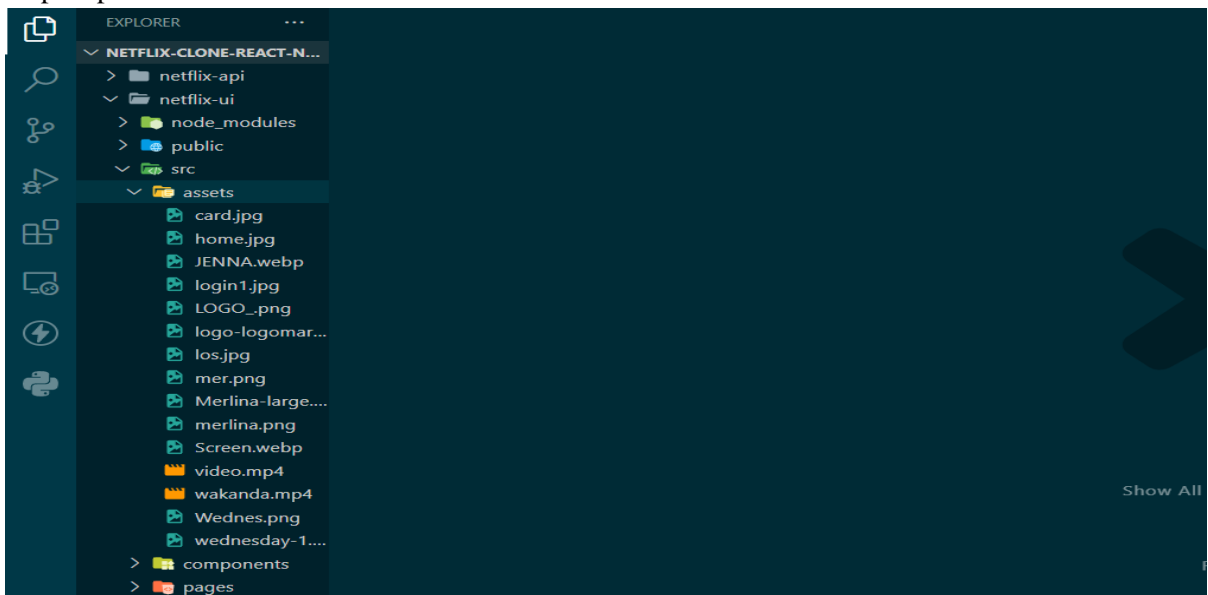 EXPLORER ...
NETFLIX-CLONE-REACT-N...
netflix-api
netflix-ui
node_modules
public
src
assets
card.jpg
home.jpg
JENNA.webp
login1.jpg
LOGO_.png
logo-logomar...
los.jpg
mer.png
Merlina-large....
merlina.png
Screen.webp
video.mp4
wakanda.mp4
Wednes.png
wednesday-1....
components
pages
Show All